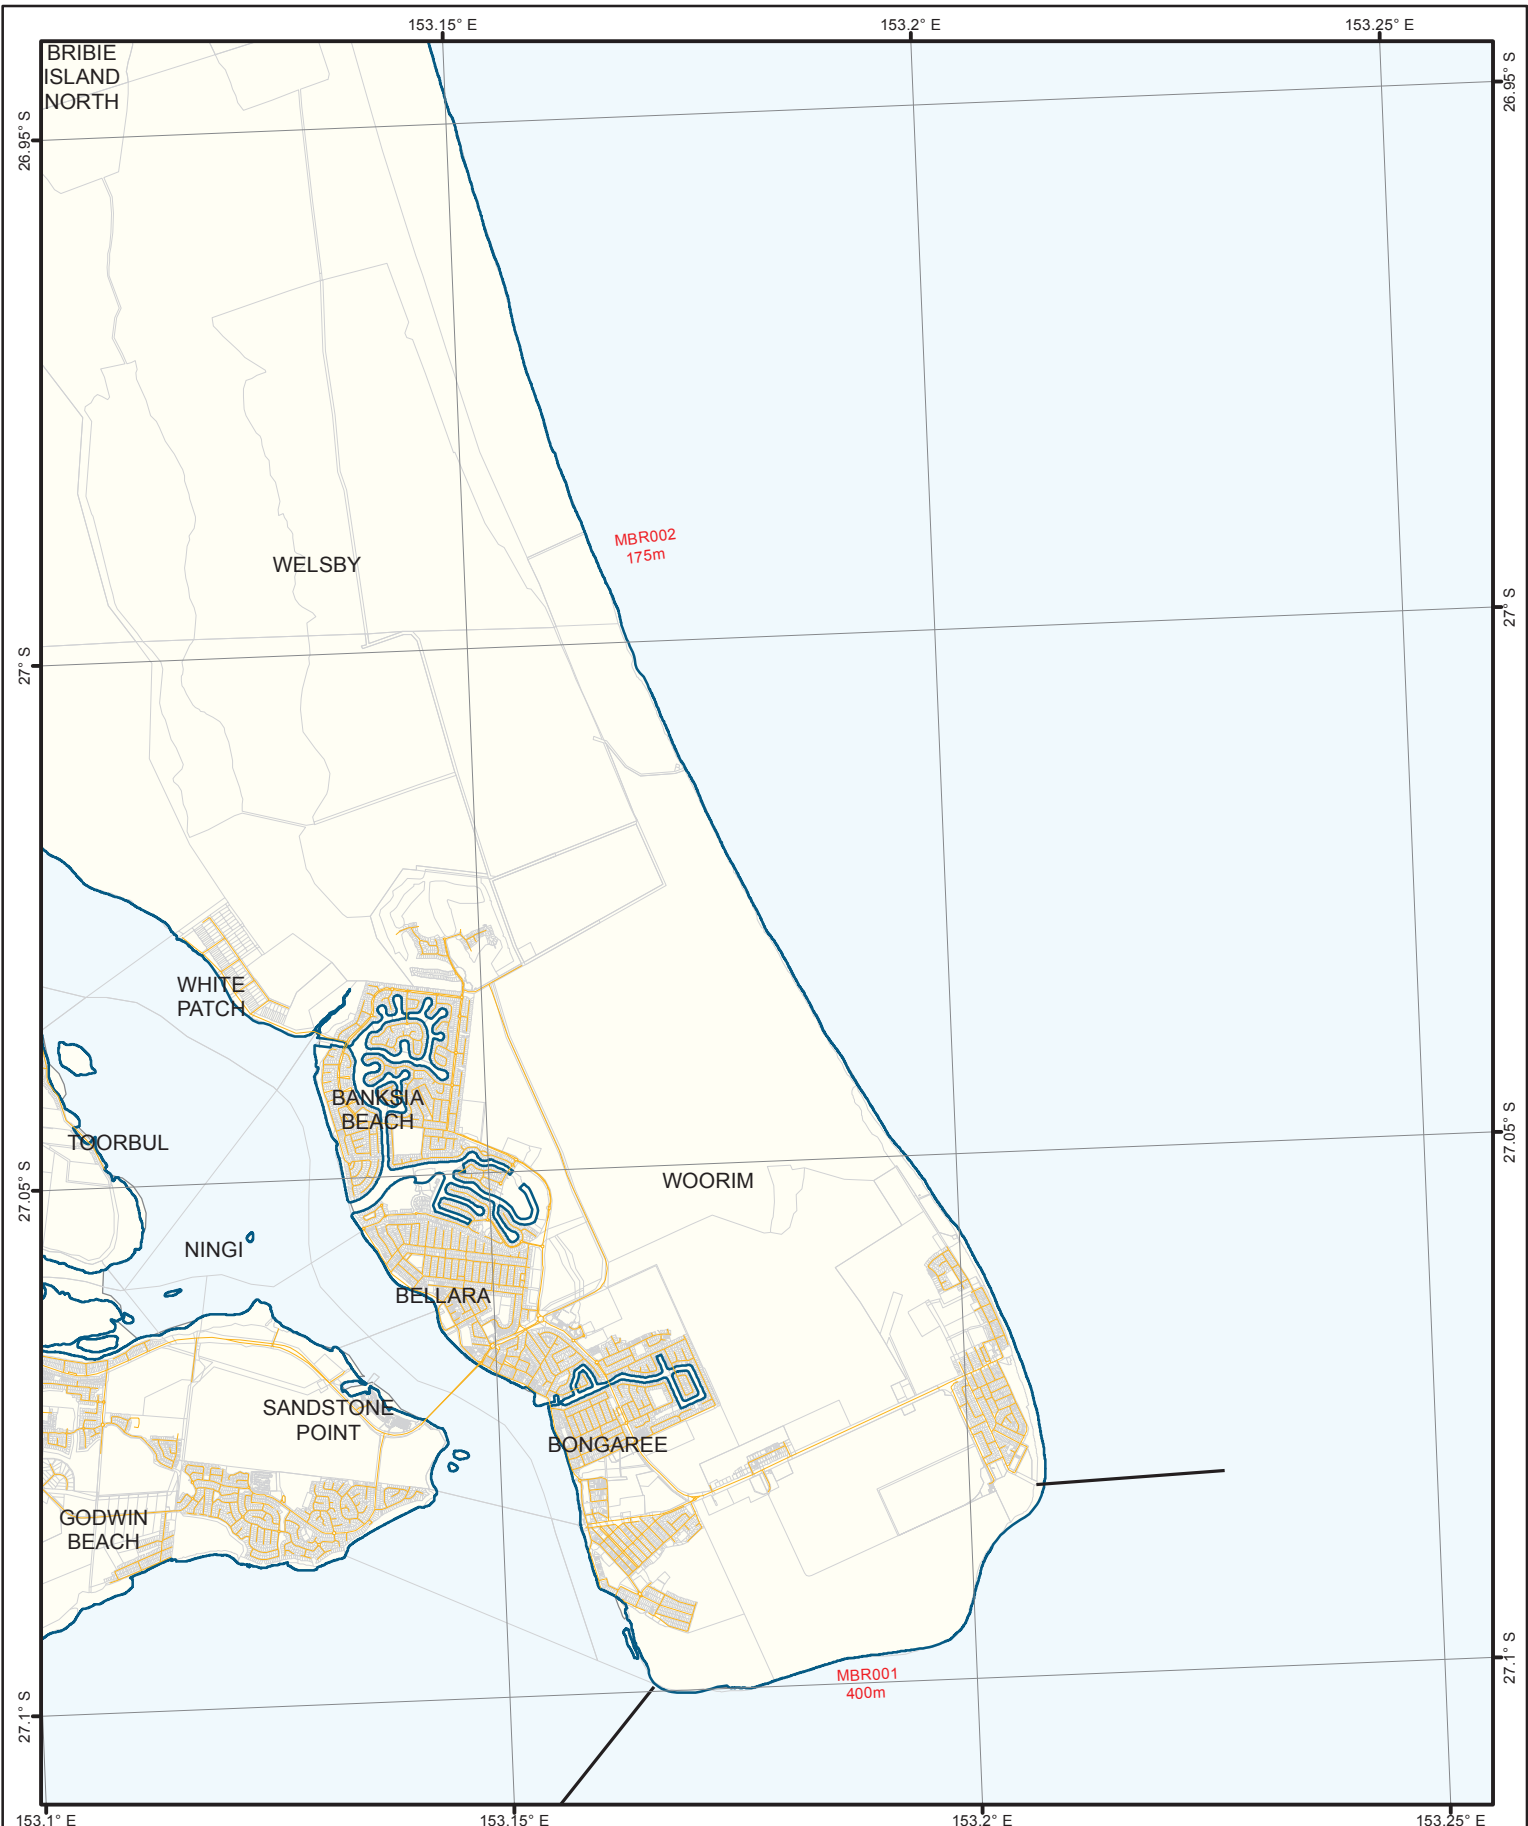 153.15° E
153.2° E
153.25° E
BRIBIE
ISLAND
NORTH
26.95° S
26.95° S
MBR002
175m
WELSBY
27° S
27° S
WHITE
PATCH
BANKSIA
BEACH
TOORBUL
27.05° S
WOORIM
27.05° S
NINGI
BELLARA
SANDSTONE
POINT
BONGAREE
GODWIN
BEACH
27.1° S
MBR001
400m
27.1° S
153.1° E
153.15° E
153.2° E
153.25° E